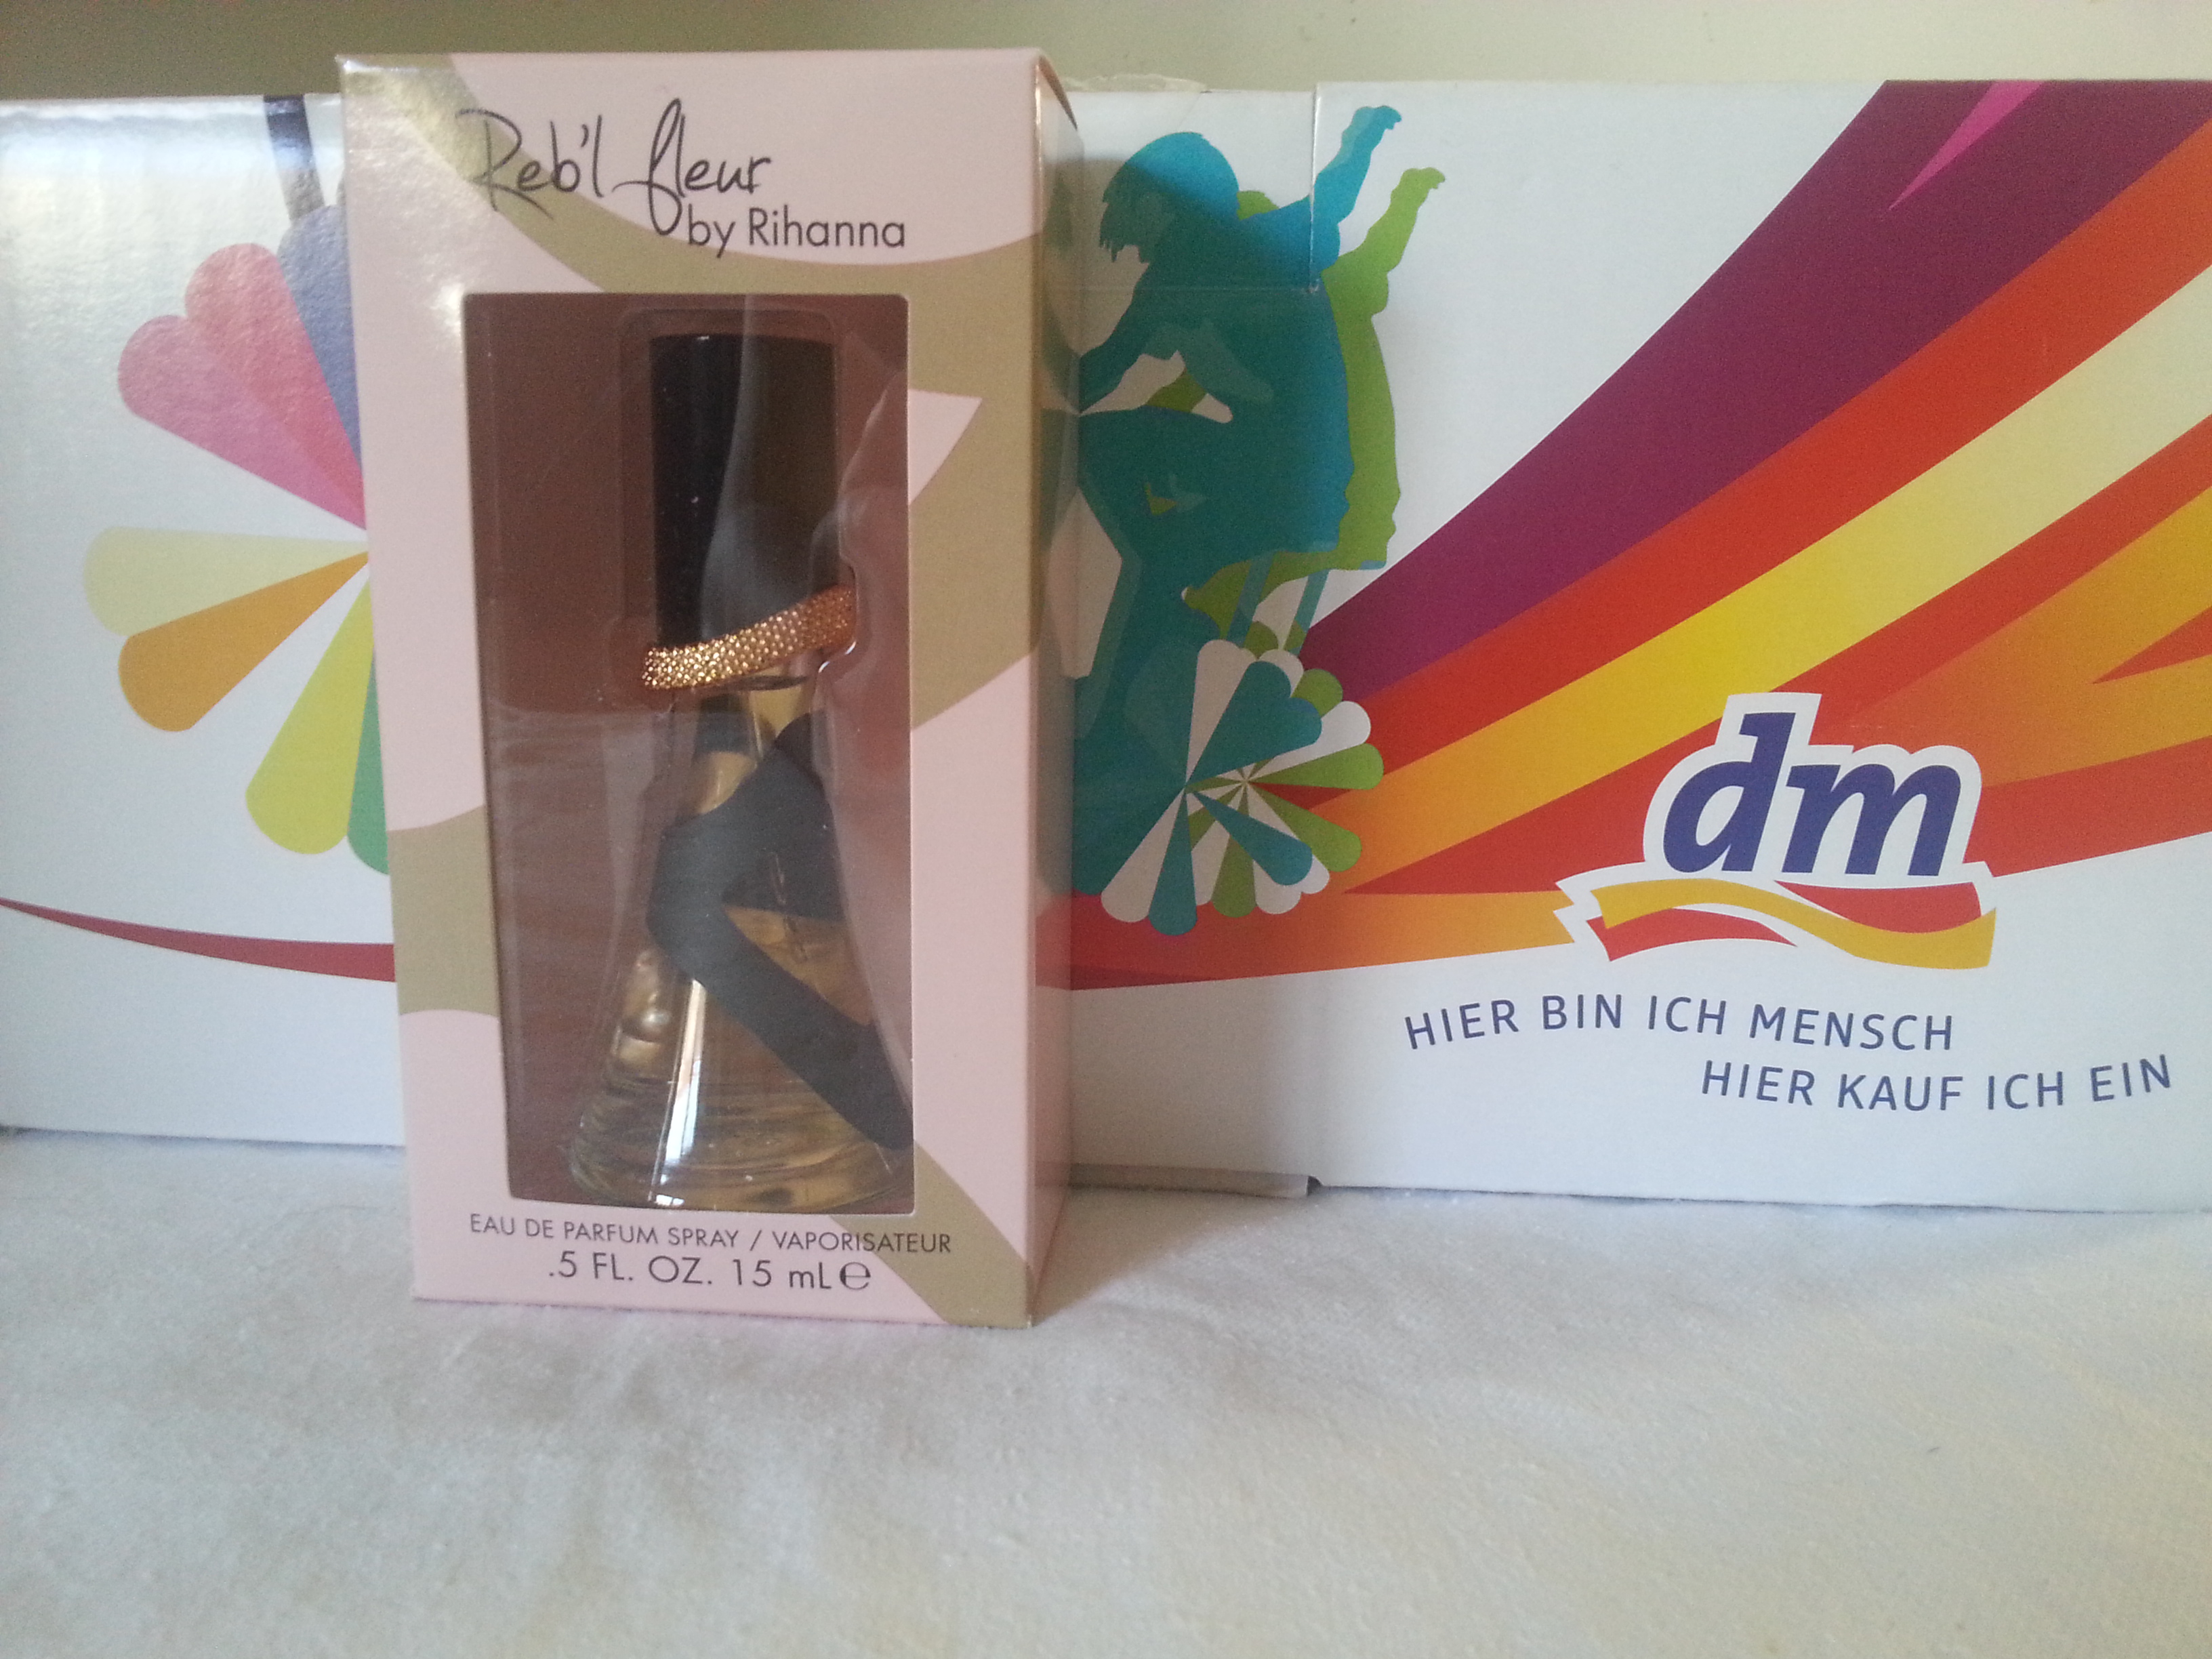 Reb'l fleur
by Rihanna
EAU DE PARFUM SPRAY / VAPORISATEUR
.5 FL. OZ. 15 mL ℮
dm
HIER BIN ICH MENSCH
HIER KAUF ICH EIN